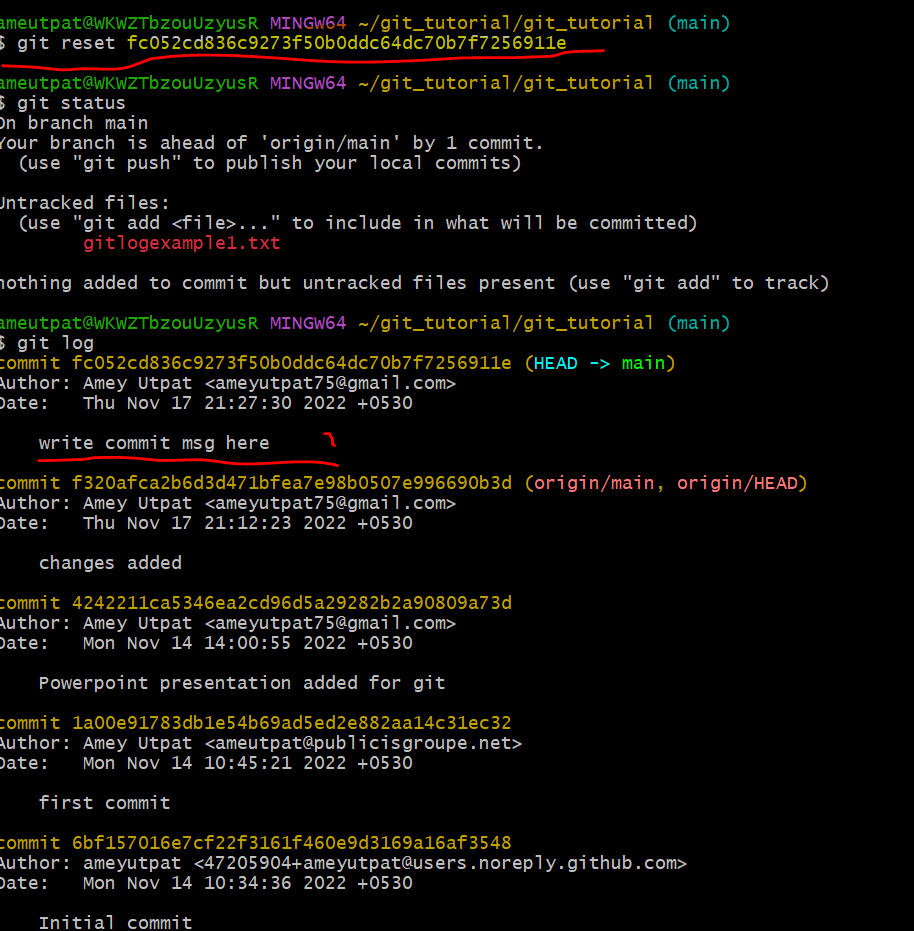 ameutpat@WKWZTbzouUzyusR MINGW64 ~/git_tutorial/git_tutorial (main)
$ git reset fc052cd836c9273f50b0ddc64dc70b7f7256911e
ameutpat@WKWZTbzouUzyusR MINGW64 ~/git_tutorial/git_tutorial (main)
$ git status
On branch main
Your branch is ahead of 'origin/main' by 1 commit.
(use "git push" to publish your local commits)
Untracked files:
(use "git add <file>..." to include in what will be committed)
gitlogexample1.txt
nothing added to commit but untracked files present (use "git add" to track)
ameutpat@WKWZTbzouUzyusR MINGW64 ~/git_tutorial/git_tutorial (main)
$ git log
commit fc052cd836c9273f50b0ddc64dc70b7f7256911e (HEAD -> main)
Author: Amey Utpat <ameyutpat75@gmail.com>
Date:   Thu Nov 17 21:27:30 2022 +0530
write commit msg here
commit f320afca2b6d3d471bfea7e98b0507e996690b3d (origin/main, origin/HEAD)
Author: Amey Utpat <ameyutpat75@gmail.com>
Date:   Thu Nov 17 21:12:23 2022 +0530
changes added
commit 4242211ca5346ea2cd96d5a29282b2a90809a73d
Author: Amey Utpat <ameyutpat75@gmail.com>
Date:   Mon Nov 14 14:00:55 2022 +0530
Powerpoint presentation added for git
commit 1a00e91783db1e54b69ad5ed2e882aa14c31ec32
Author: Amey Utpat <ameutpat@publicisgroupe.net>
Date:   Mon Nov 14 10:45:21 2022 +0530
first commit
commit 6bf157016e7cf22f3161f460e9d3169a16af3548
Author: ameyutpat <47205904+ameyutpat@users.noreply.github.com>
Date:   Mon Nov 14 10:34:36 2022 +0530
Initial commit